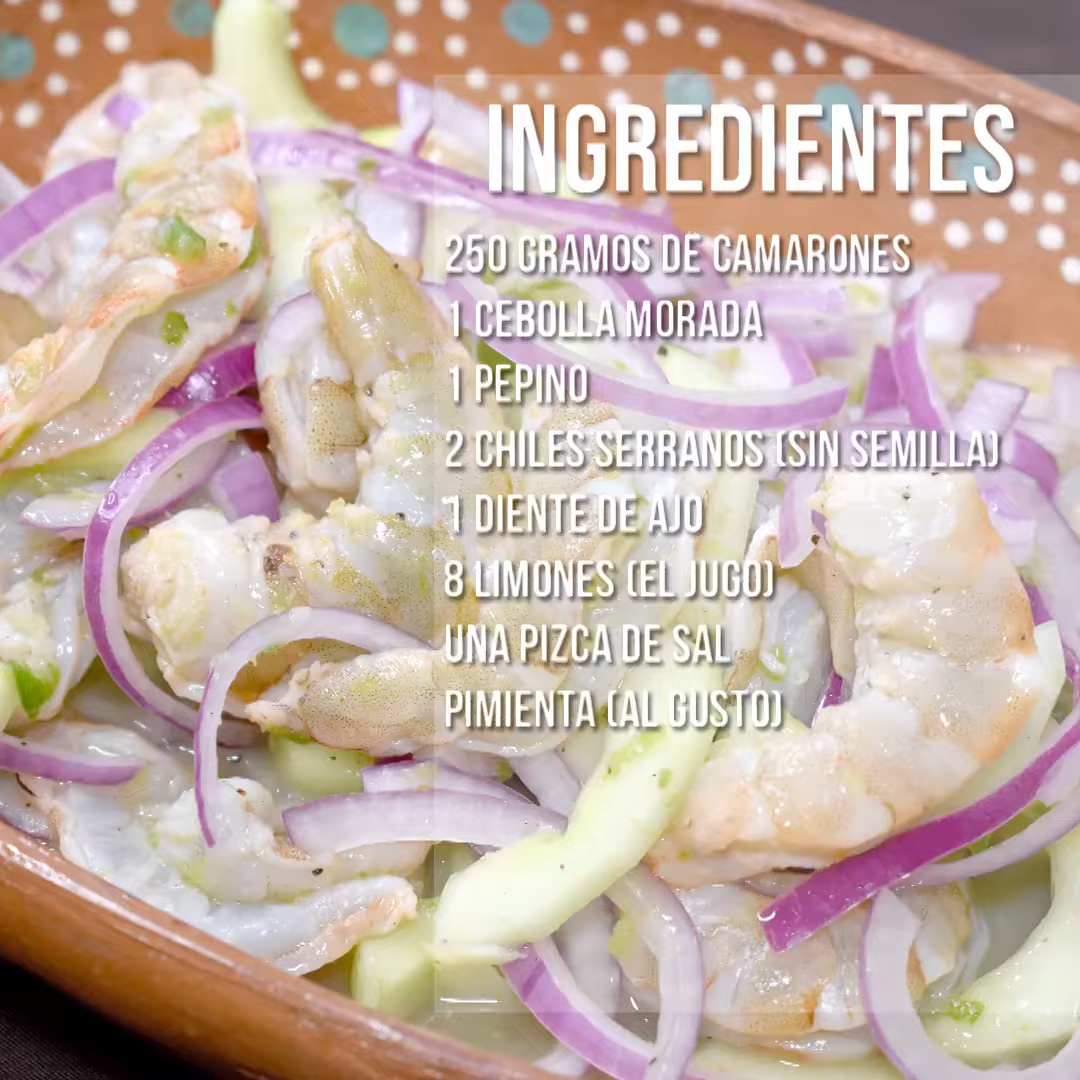 INGREDIENTES
250 GRAMOS DE CAMARONES
1 CEBOLLA MORADA
1 PEPINO
2 CHILES SERRANOS (SIN SEMILLA)
1 DIENTE DE AJO
8 LIMONES (EL JUGO)
UNA PIZCA DE SAL
PIMIENTA (AL GUSTO)